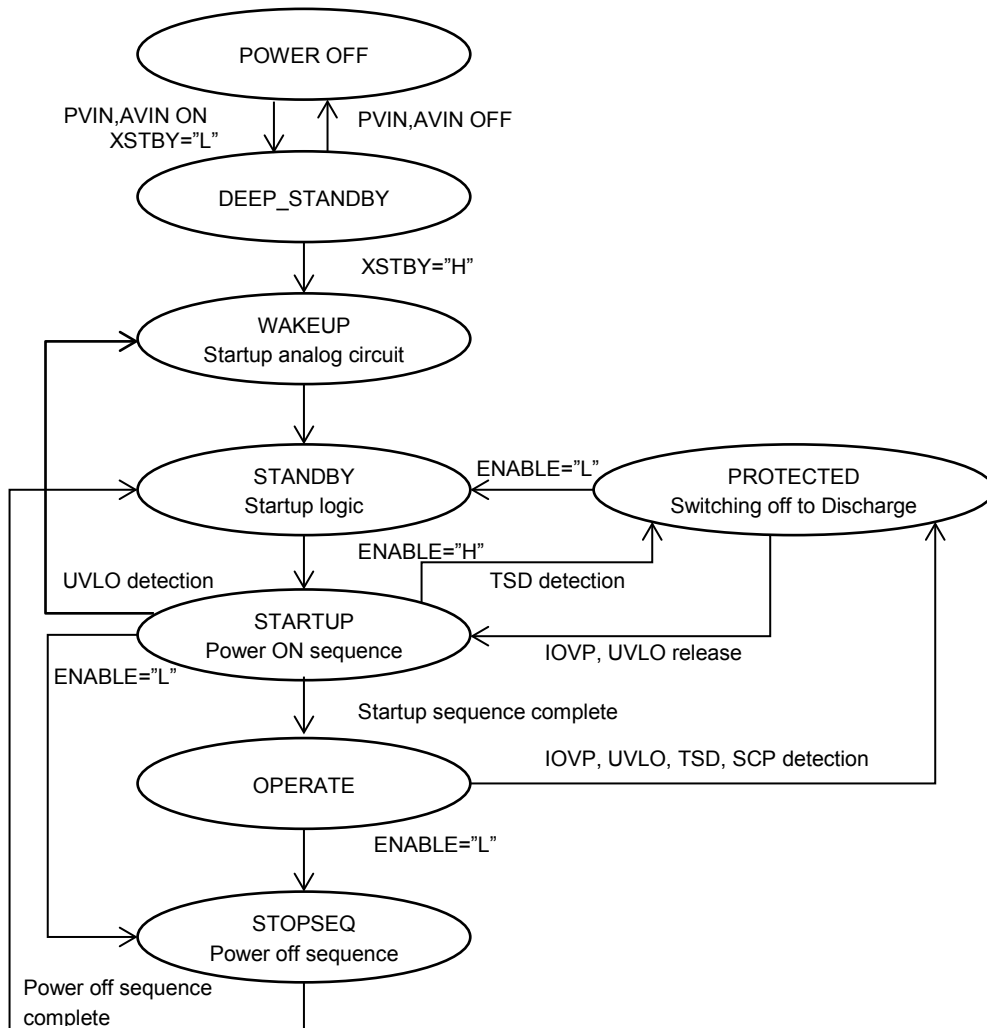 POWER OFF
PVIN,AVIN ON
XSTBY=”L”
PVIN,AVIN OFF
DEEP_STANDBY
XSTBY=”H”
WAKEUP
Startup analog circuit
STANDBY
Startup logic
ENABLE=”L”
PROTECTED
Switching off to Discharge
ENABLE=”H”
UVLO detection
TSD detection
STARTUP
Power ON sequence
IOVP, UVLO release
ENABLE=”L”
Startup sequence complete
IOVP, UVLO, TSD, SCP detection
OPERATE
ENABLE=”L”
STOPSEQ
Power off sequence
Power off sequence
complete